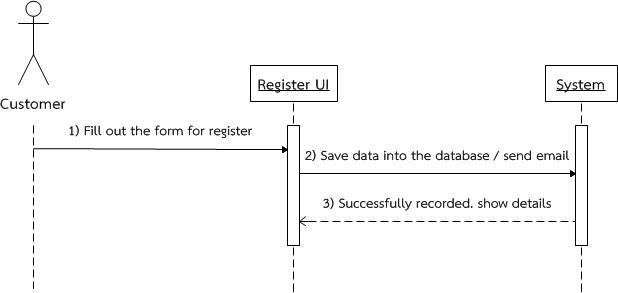 Register UI
System
Customer
1) Fill out the form for register
2) Save data into the database / send email
3) Successfully recorded. show details